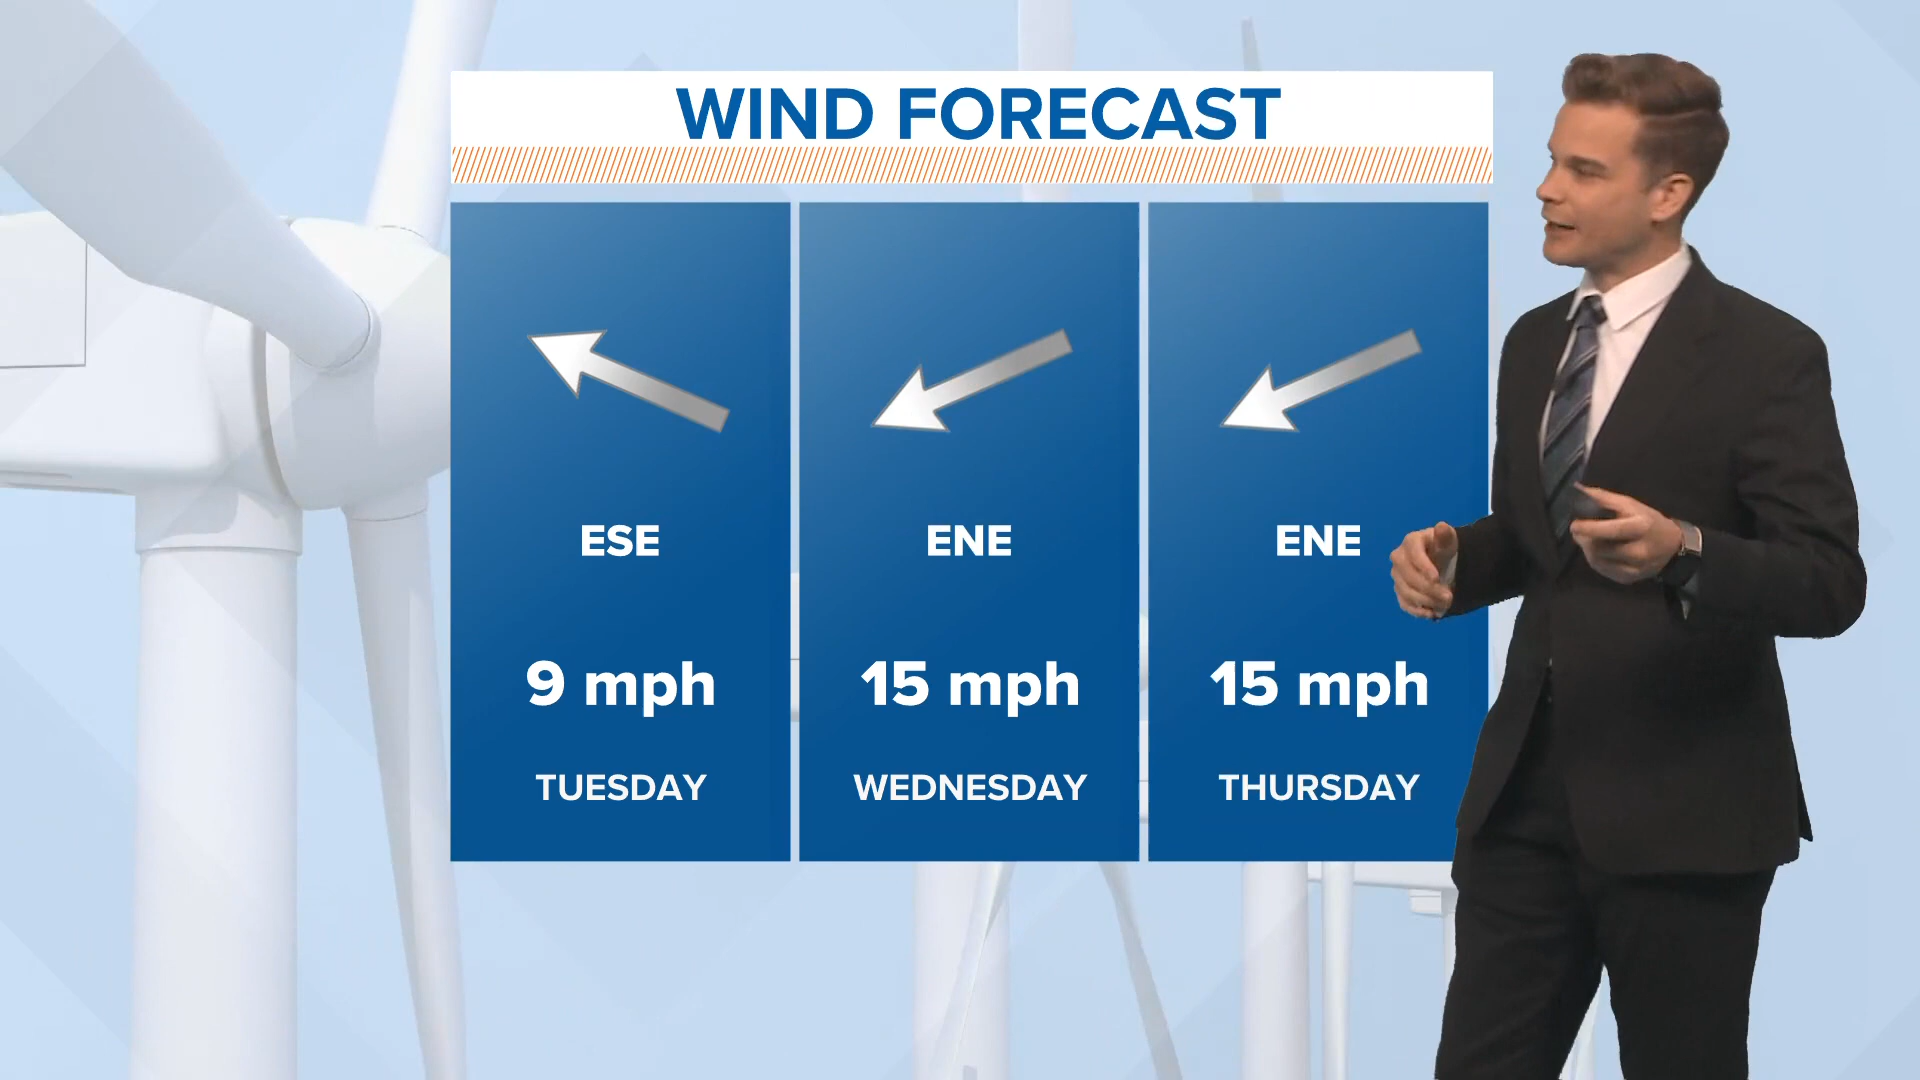 WIND FORECAST
ESE
9 mph
TUESDAY
ENE
15 mph
WEDNESDAY
ENE
15 mph
THURSDAY